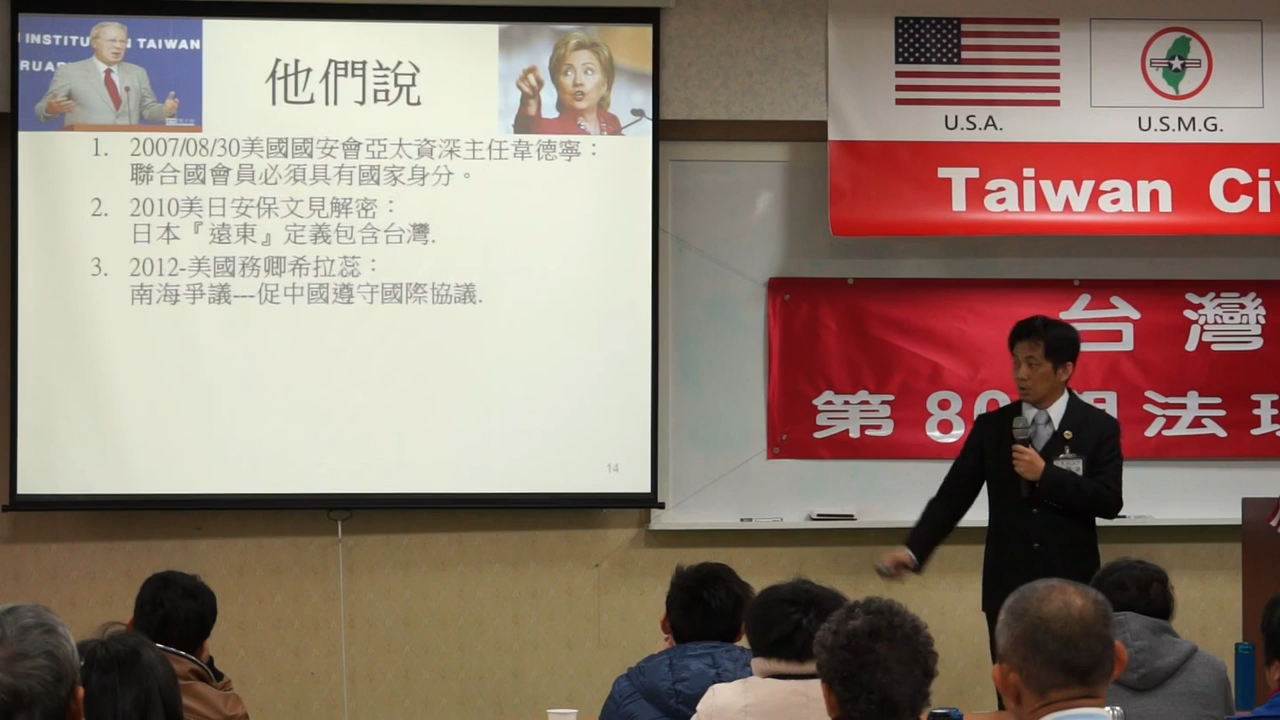 INSTITU N TAIWAN
RUA
他們說
1. 2007/08/30美國國安會亞太資深主任韋德寧：
聯合國會員必須具有國家身分。
2. 2010美日安保文見解密：
日本『遠東』定義包含台灣.
3. 2012-美國務卿希拉蕊：
南海爭議---促中國遵守國際協議.
14
U.S.A.
U.S.M.G.
Taiwan Ci
台灣
第80 法